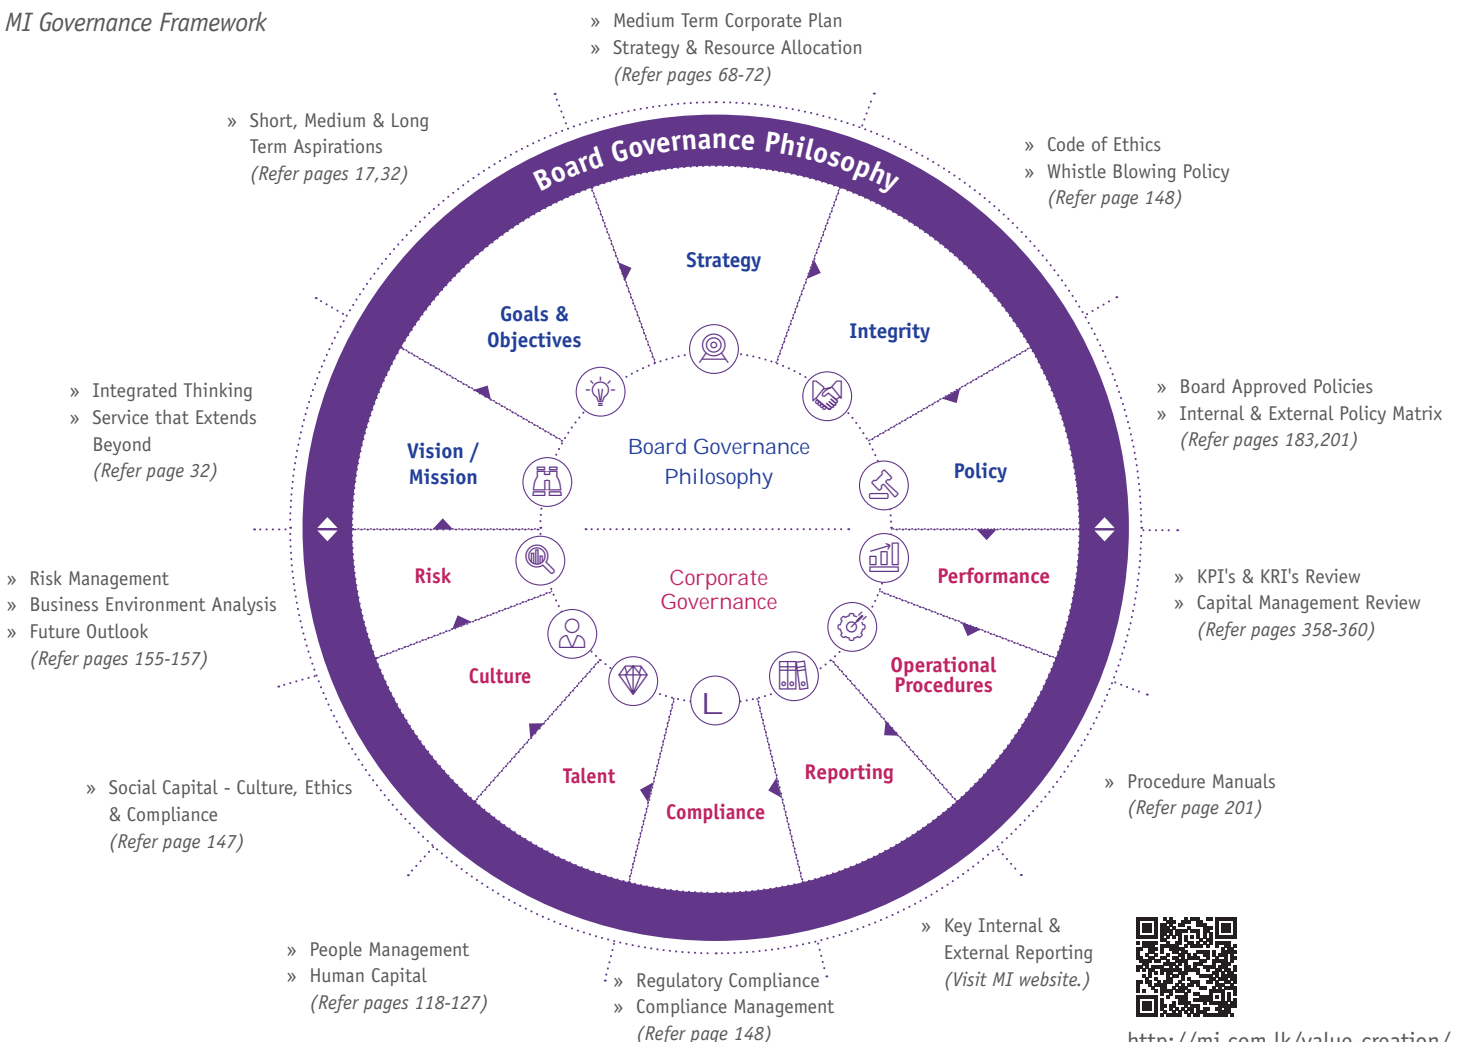 MI Governance Framework
» Medium Term Corporate Plan
» Strategy & Resource Allocation
(Refer pages 68-72)
» Short, Medium & Long
Term Aspirations
(Refer pages 17,32)
» Code of Ethics
» Whistle Blowing Policy
(Refer page 148)
Board Governance Philosophy
Strategy
Goals &
Objectives
Integrity
» Integrated Thinking
» Service that Extends
Beyond
(Refer page 32)
» Board Approved Policies
» Internal & External Policy Matrix
(Refer pages 183,201)
Vision /
Mission
Board Governance
Philosophy
Policy
Risk
Corporate
Governance
Performance
» Risk Management
» Business Environment Analysis
» Future Outlook
(Refer pages 155-157)
» KPI's & KRI's Review
» Capital Management Review
(Refer pages 358-360)
Culture
Operational
Procedures
Talent
L
Compliance
Reporting
» Social Capital - Culture, Ethics
& Compliance
(Refer page 147)
» Procedure Manuals
(Refer page 201)
» People Management
» Human Capital
(Refer pages 118-127)
» Regulatory Compliance
» Compliance Management
(Refer page 148)
» Key Internal &
External Reporting
(Visit MI website.)
http://mi.com.lk/value-creation/